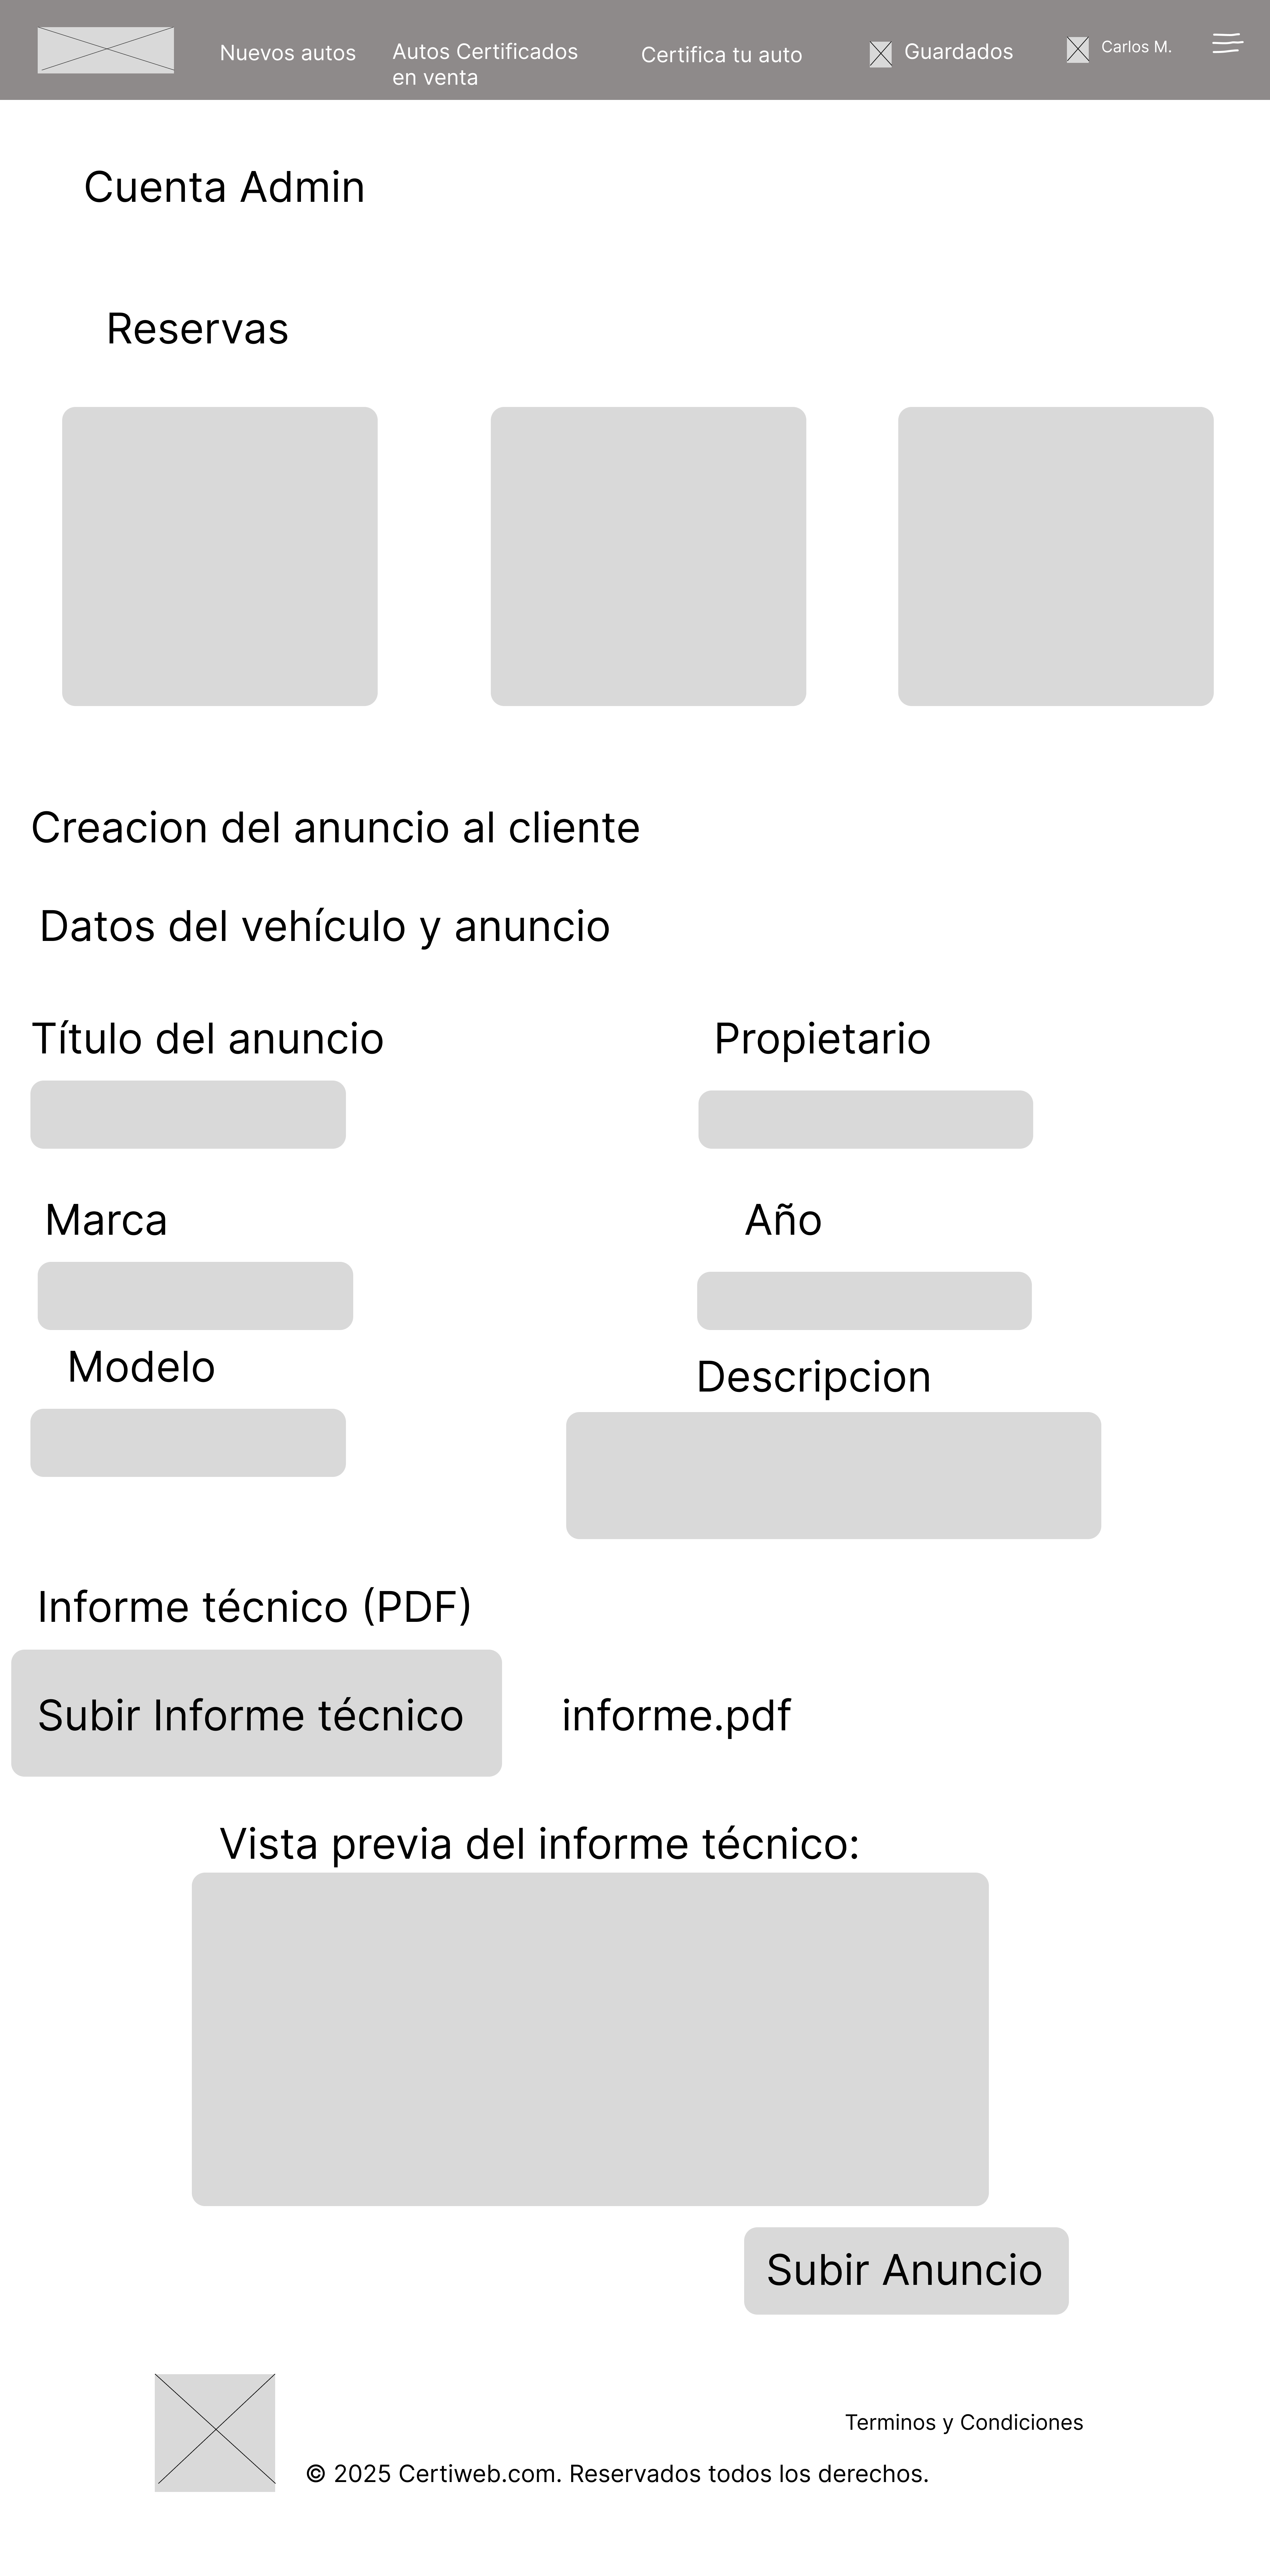 Nuevos autos
Autos Certificados
en venta
Certifica tu auto
Guardados
Carlos M.
Cuenta Admin
Reservas
Creacion del anuncio al cliente
Datos del vehículo y anuncio
Título del anuncio
Propietario
Marca
Año
Modelo
Descripcion
Informe técnico (PDF)
Subir Informe técnico
informe.pdf
Vista previa del informe técnico:
Subir Anuncio
Terminos y Condiciones
© 2025 Certiweb.com. Reservados todos los derechos.